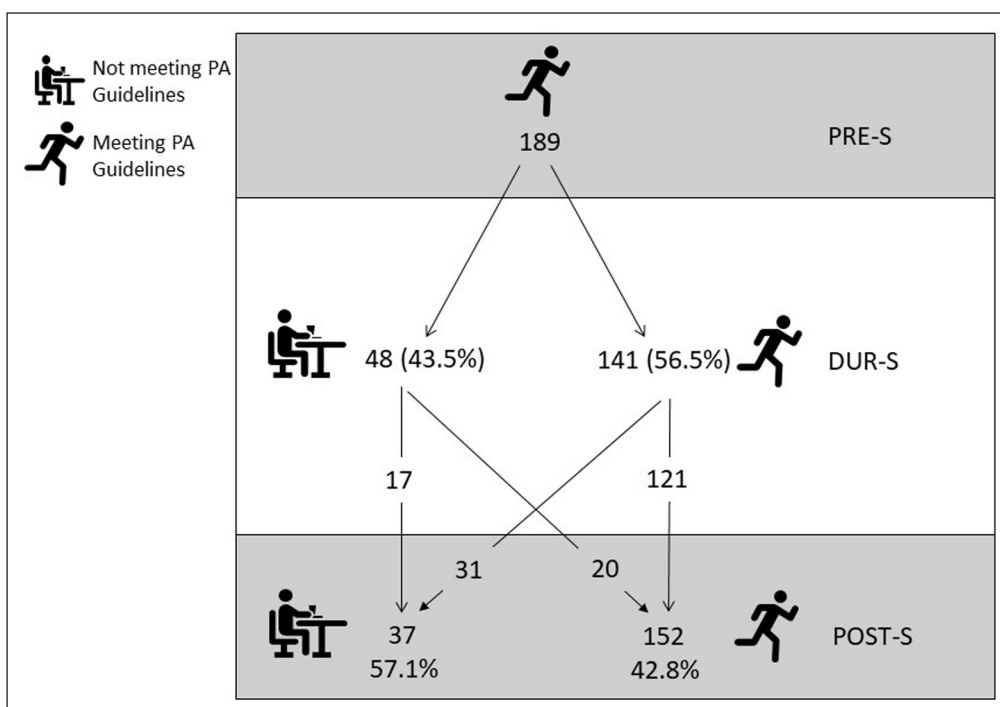 Not meeting PA
Guidelines
Meeting PA
Guidelines
189
PRE-S
48 (43.5%)
141 (56.5%)
DUR-S
17
121
31
20
37
57.1%
152
42.8%
POST-S